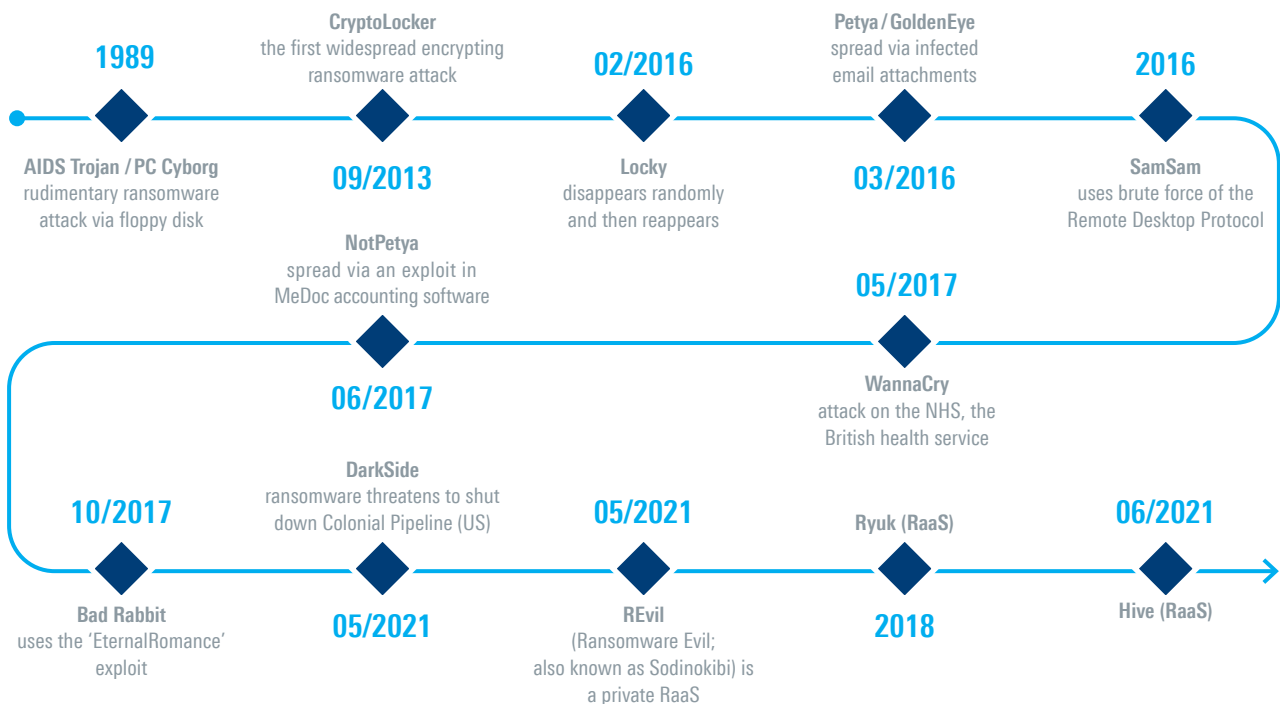 1989
AIDS Trojan / PC Cyborg
rudimentary ransomware
attack via floppy disk
CryptoLocker
the first widespread encrypting
ransomware attack
09/2013
02/2016
Locky
disappears randomly
and then reappears
Petya / GoldenEye
spread via infected
email attachments
03/2016
2016
SamSam
uses brute force of the
Remote Desktop Protocol
05/2017
WannaCry
attack on the NHS, the
British health service
NotPetya
spread via an exploit in
MeDoc accounting software
06/2017
10/2017
Bad Rabbit
uses the ‘EternalRomance’
exploit
DarkSide
ransomware threatens to shut
down Colonial Pipeline (US)
05/2021
05/2021
REvil
(Ransomware Evil;
also known as Sodinokibi) is
a private RaaS
Ryuk (RaaS)
2018
06/2021
Hive (RaaS)